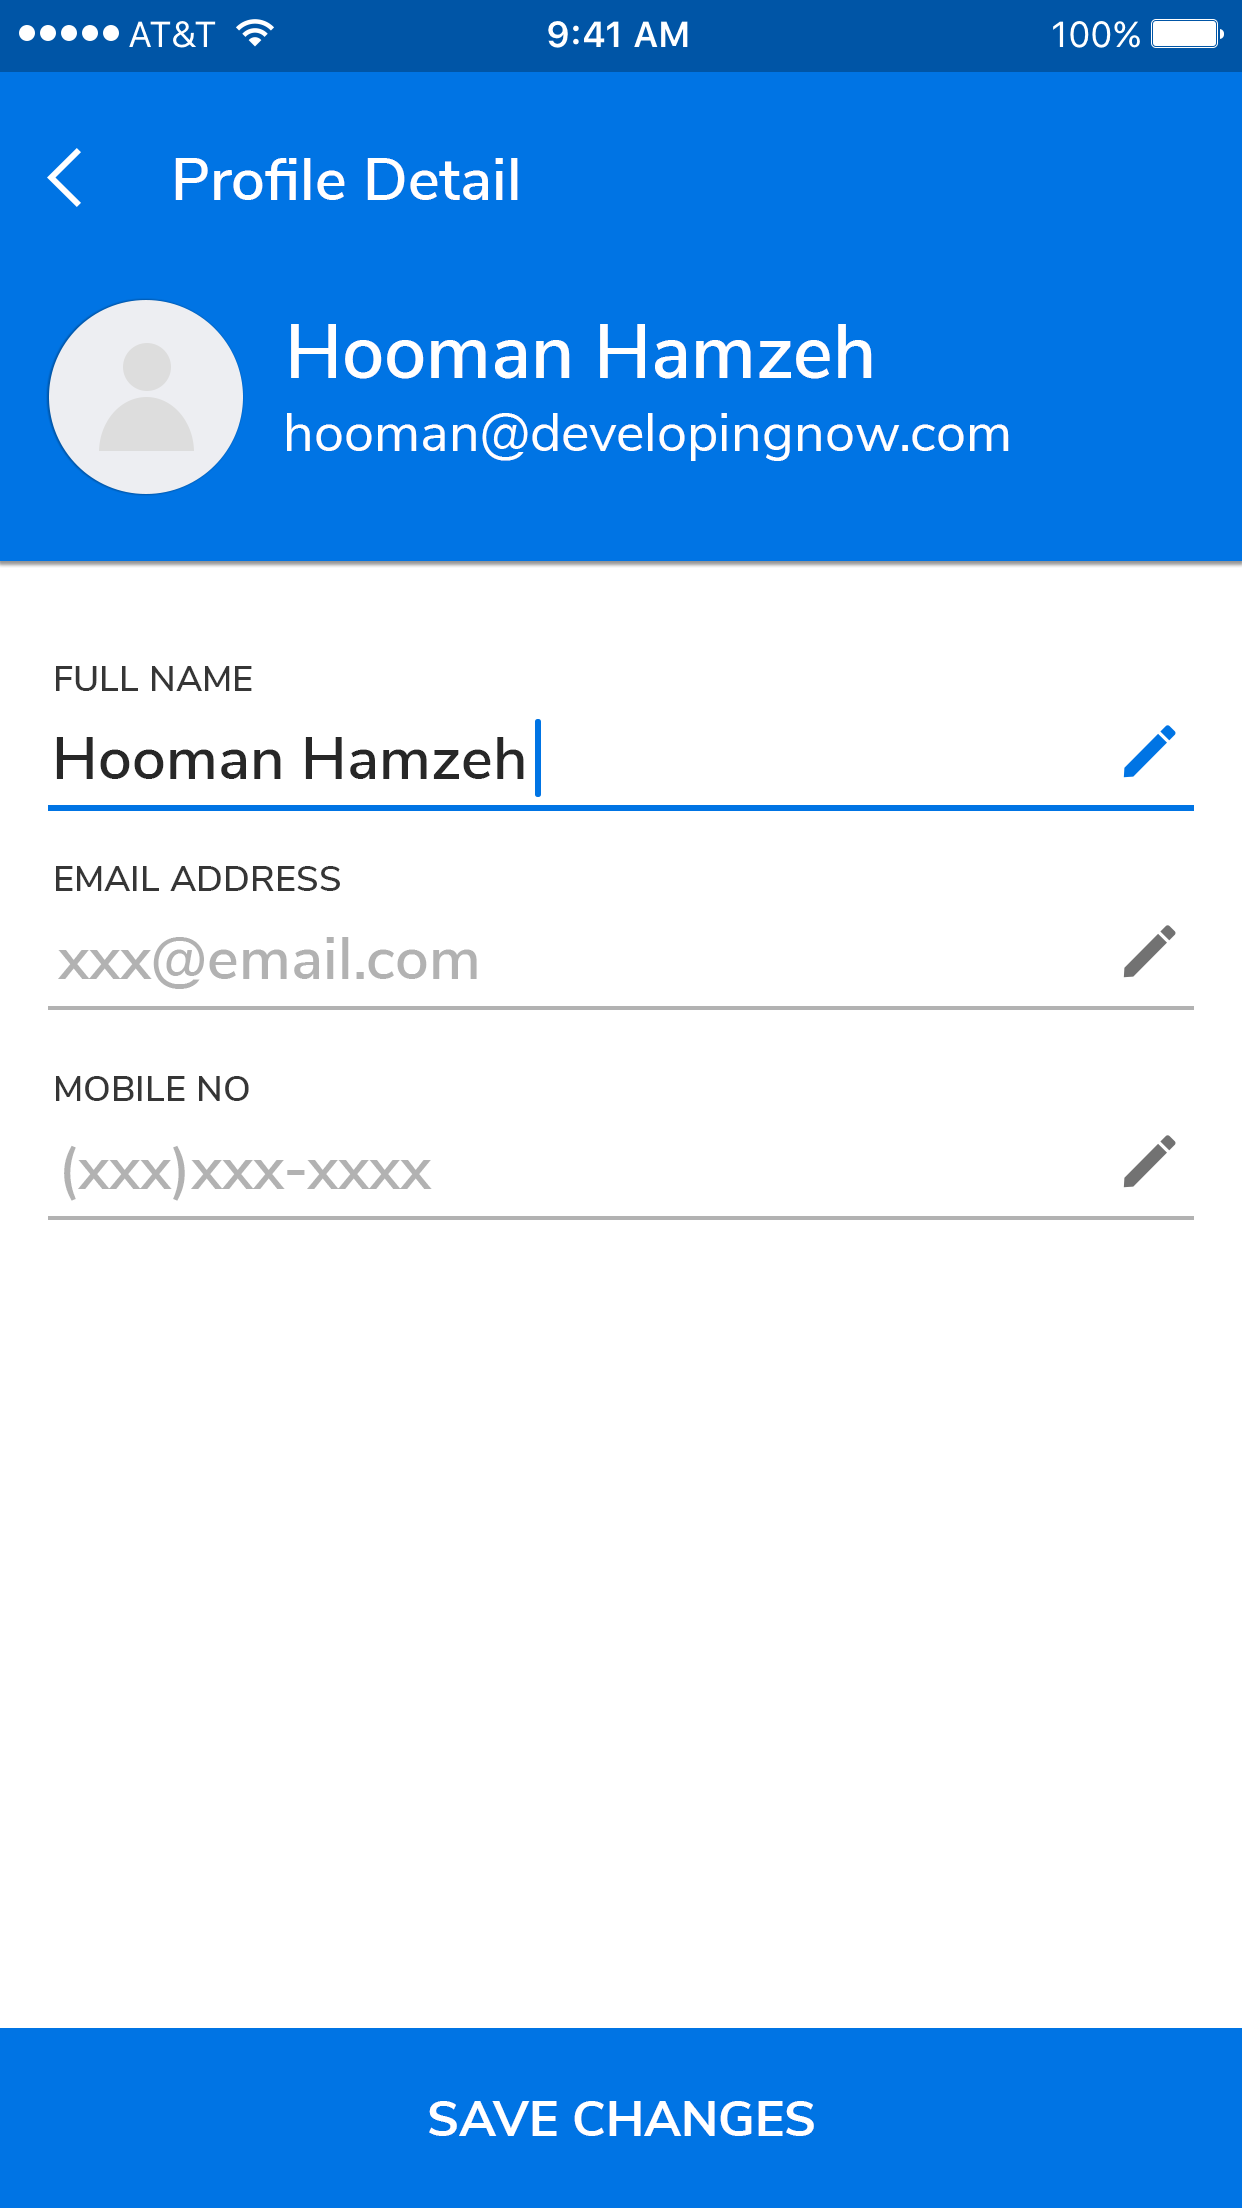 AT&T 9:41 AM 100%
Profile Detail
Hooman Hamzeh
hooman@developingnow.com
FULL NAME
Hooman Hamzeh
EMAIL ADDRESS
xxx@email.com
MOBILE NO
(xxx)xxx-xxxx
SAVE CHANGES